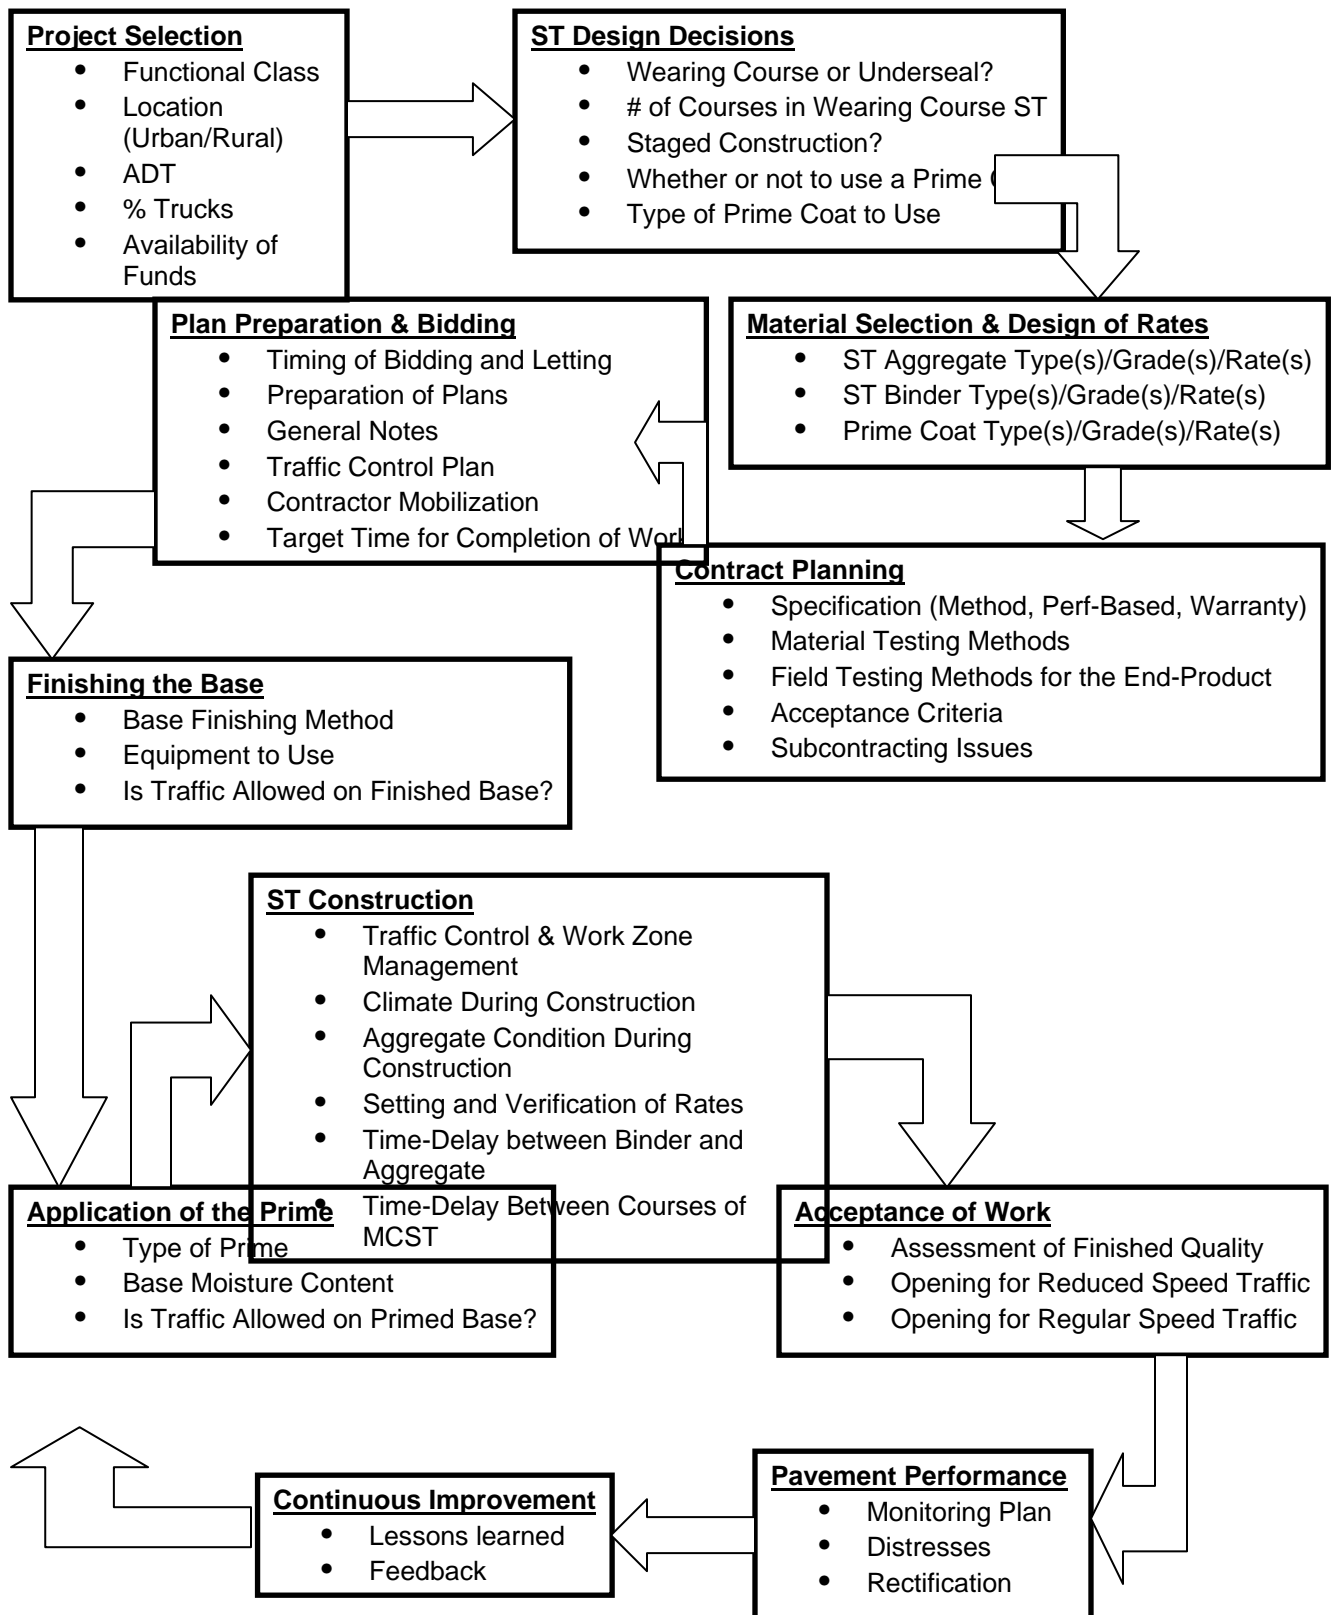 Project Selection
• Functional Class
• Location
(Urban/Rural)
• ADT
• % Trucks
• Availability of
Funds
ST Design Decisions
• Wearing Course or Underseal?
• # of Courses in Wearing Course ST
• Staged Construction?
• Whether or not to use a Prime
• Type of Prime Coat to Use
Material Selection & Design of Rates
• ST Aggregate Type(s)/Grade(s)/Rate(s)
• ST Binder Type(s)/Grade(s)/Rate(s)
• Prime Coat Type(s)/Grade(s)/Rate(s)
Plan Preparation & Bidding
• Timing of Bidding and Letting
• Preparation of Plans
• General Notes
• Traffic Control Plan
• Contractor Mobilization
• Target Time for Completion of Work
Contract Planning
• Specification (Method, Perf-Based, Warranty)
• Material Testing Methods
• Field Testing Methods for the End-Product
• Acceptance Criteria
• Subcontracting Issues
Finishing the Base
• Base Finishing Method
• Equipment to Use
• Is Traffic Allowed on Finished Base?
ST Construction
• Traffic Control & Work Zone
Management
• Climate During Construction
• Aggregate Condition During
Construction
• Setting and Verification of Rates
• Time-Delay between Binder and
Aggregate
• Time-Delay Between Courses of
MCST
Application of the Prime
• Type of Prime
• Base Moisture Content
• Is Traffic Allowed on Primed Base?
Acceptance of Work
• Assessment of Finished Quality
• Opening for Reduced Speed Traffic
• Opening for Regular Speed Traffic
Pavement Performance
• Monitoring Plan
• Distresses
• Rectification
Continuous Improvement
• Lessons learned
• Feedback